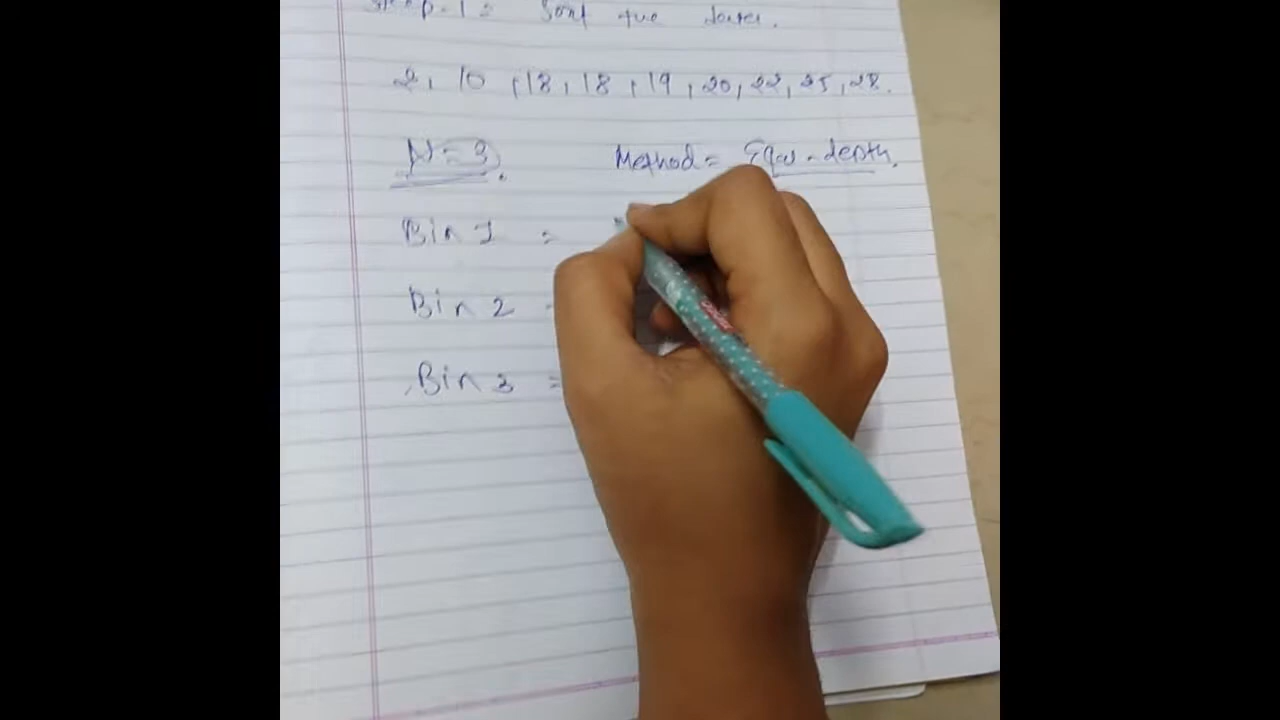 Step-1 = Sort the data.
2, 10, 18, 18, 19, 20, 22, 25, 28.
N = 3. Method = Equal-depth.
Bin 1 =
Bin 2 =
Bin 3 =